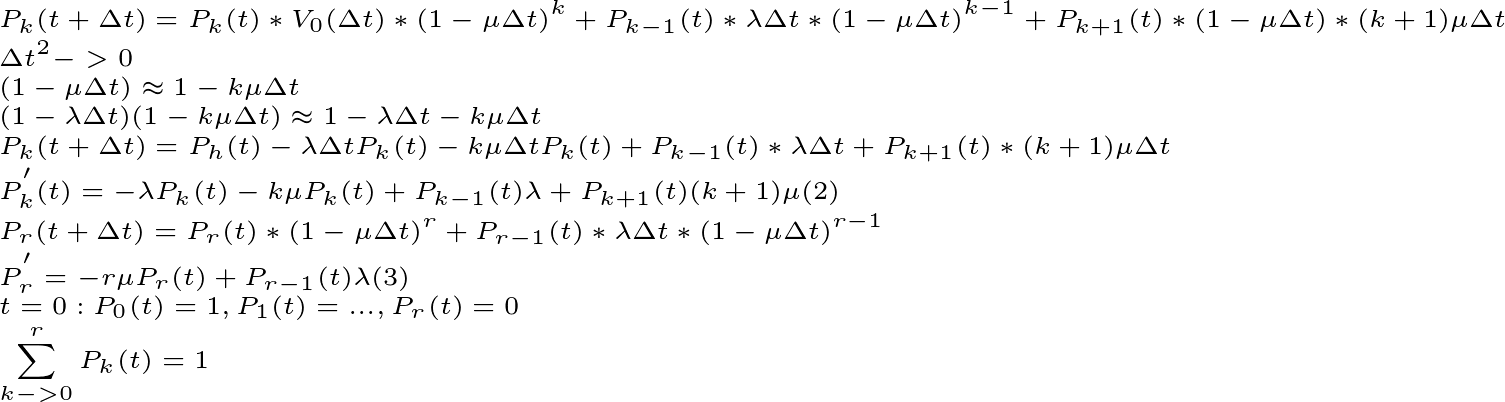 P_k(t + Δt) = P_k(t) * V_0(Δt) * (1 − μΔt)^k + P_{k−1}(t) * λΔt * (1 − μΔt)^{k−1} + P_{k+1}(t) * (1 − μΔt) * (k + 1)μΔt
Δt^2 − > 0
(1 − μΔt) ≈ 1 − kμΔt
(1 − λΔt)(1 − kμΔt) ≈ 1 − λΔt − kμΔt
P_k(t + Δt) = P_h(t) − λΔtP_k(t) − kμΔtP_k(t) + P_{k−1}(t) * λΔt + P_{k+1}(t) * (k + 1)μΔt
P_k^'(t) = −λP_k(t) − kμP_k(t) + P_{k−1}(t)λ + P_{k+1}(t)(k + 1)μ(2)
P_r(t + Δt) = P_r(t) * (1 − μΔt)^r + P_{r−1}(t) * λΔt * (1 − μΔt)^{r−1}
P_r^' = −rμP_r(t) + P_{r−1}(t)λ(3)
t = 0 : P_0(t) = 1, P_1(t) = ..., P_r(t) = 0
∑_{k−>0}^r P_k(t) = 1